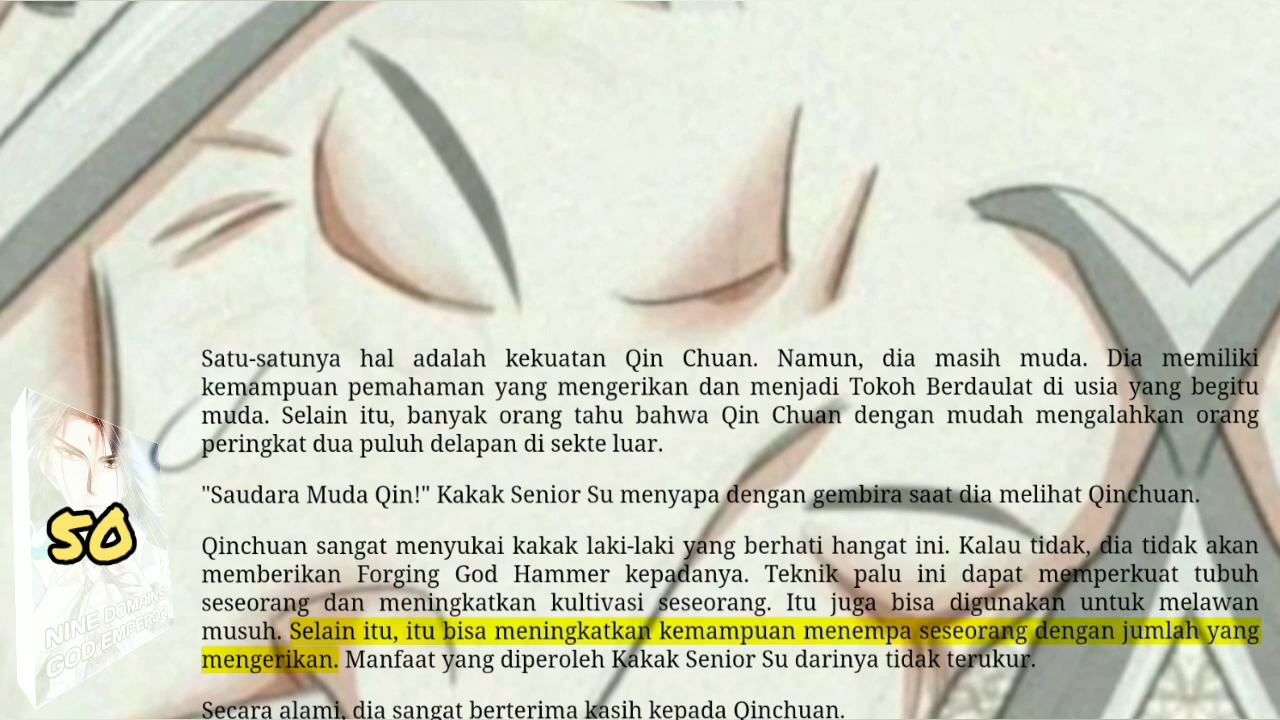 Satu-satunya hal adalah kekuatan Qin Chuan. Namun, dia masih muda. Dia memiliki
kemampuan pemahaman yang mengerikan dan menjadi Tokoh Berdaulat di usia yang begitu
muda. Selain itu, banyak orang tahu bahwa Qin Chuan dengan mudah mengalahkan orang
peringkat dua puluh delapan di sekte luar.
"Saudara Muda Qin!" Kakak Senior Su menyapa dengan gembira saat dia melihat Qinchuan.
Qinchuan sangat menyukai kakak laki-laki yang berhati hangat ini. Kalau tidak, dia tidak akan
memberikan Forging God Hammer kepadanya. Teknik palu ini dapat memperkuat tubuh
seseorang dan meningkatkan kultivasi seseorang. Itu juga bisa digunakan untuk melawan
musuh. Selain itu, itu bisa meningkatkan kemampuan menempa seseorang dengan jumlah yang
mengerikan. Manfaat yang diperoleh Kakak Senior Su darinya tidak terukur.
Secara alami, dia sangat berterima kasih kepada Qinchuan.
50
NINE DOMAINS
GOD EMPEROR